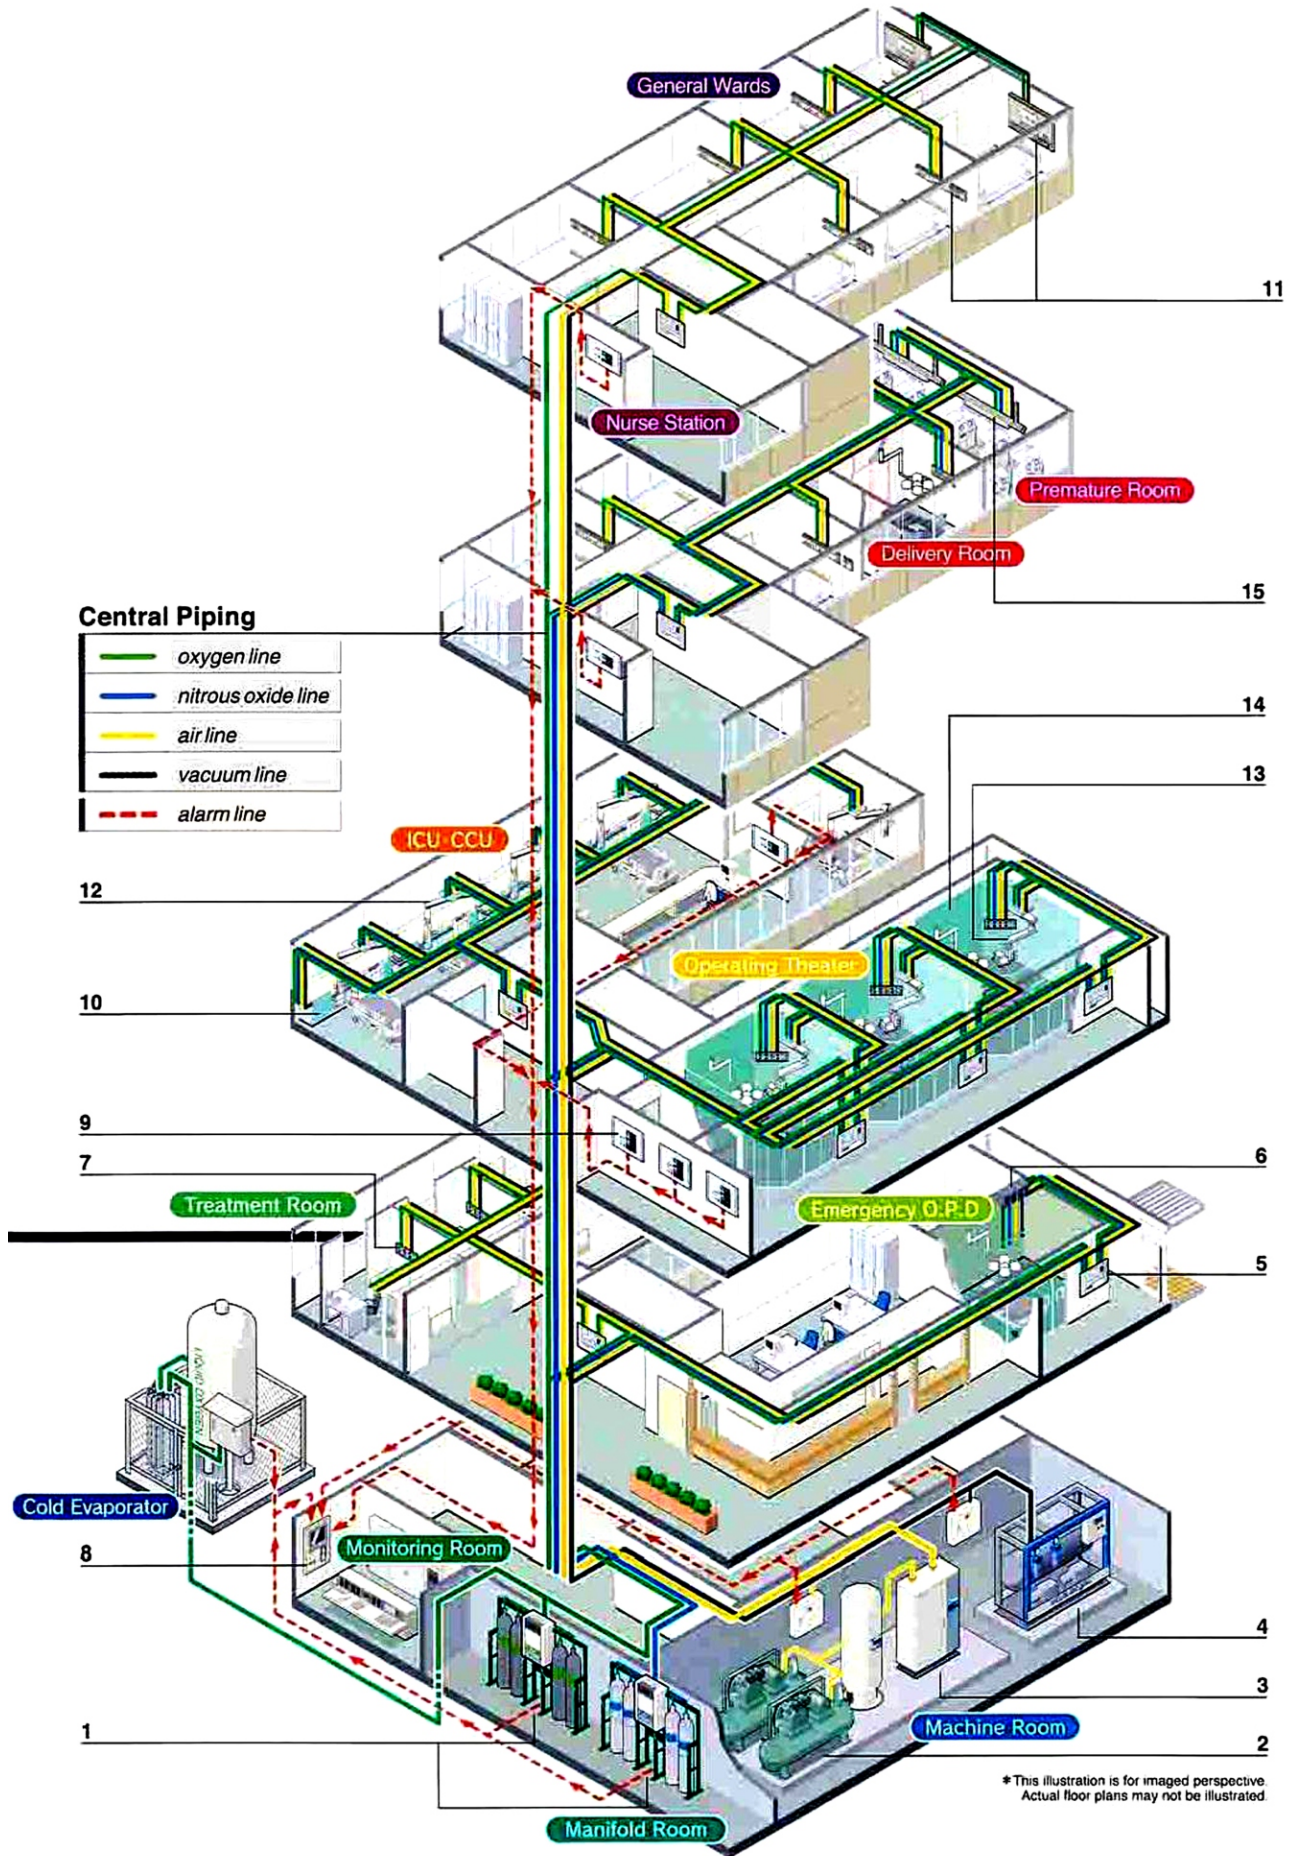 General Wards
11
Nurse Station
Premature Room
Delivery Room
15
Central Piping
oxygen line
nitrous oxide line
air line
vacuum line
alarm line
14
13
ICU·CCU
12
Operating Theater
10
9
7
6
Treatment Room
Emergency O.P.D
5
LIQUID OXYGEN
Cold Evaporator
Monitoring Room
8
4
3
1
Machine Room
2
*This illustration is for imaged perspective.
Actual floor plans may not be illustrated.
Manifold Room